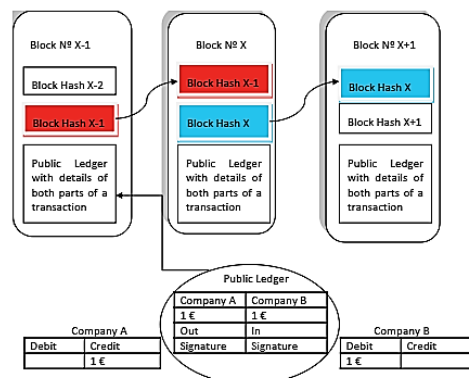 Block Nº X-1
Block Hash X-2
Block Hash X-1
Public Ledger
with details of
both parts of a
transaction
Block Nº X
Block Hash X-1
Block Hash X
Public Ledger
with details of
both parts of a
transaction
Block Nº X+1
Block Hash X
Block Hash X+1
Public Ledger
with details of
both parts of a
transaction
Public Ledger
Company A Company B
1 € 1 €
Out In
Signature Signature
Company A
Debit Credit
1 €
Company B
Debit Credit
1 €